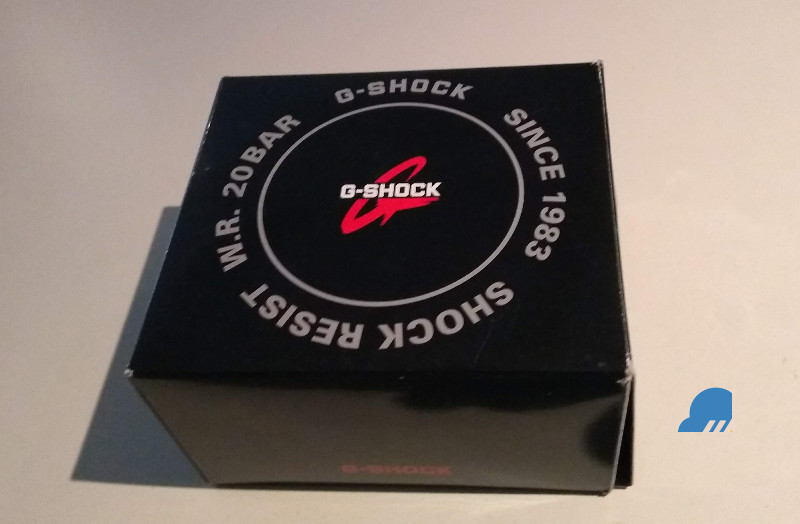 G-SHOCK
SINCE 1983
SHOCK RESIST
W.R. 20BAR
G-SHOCK
G-SHOCK